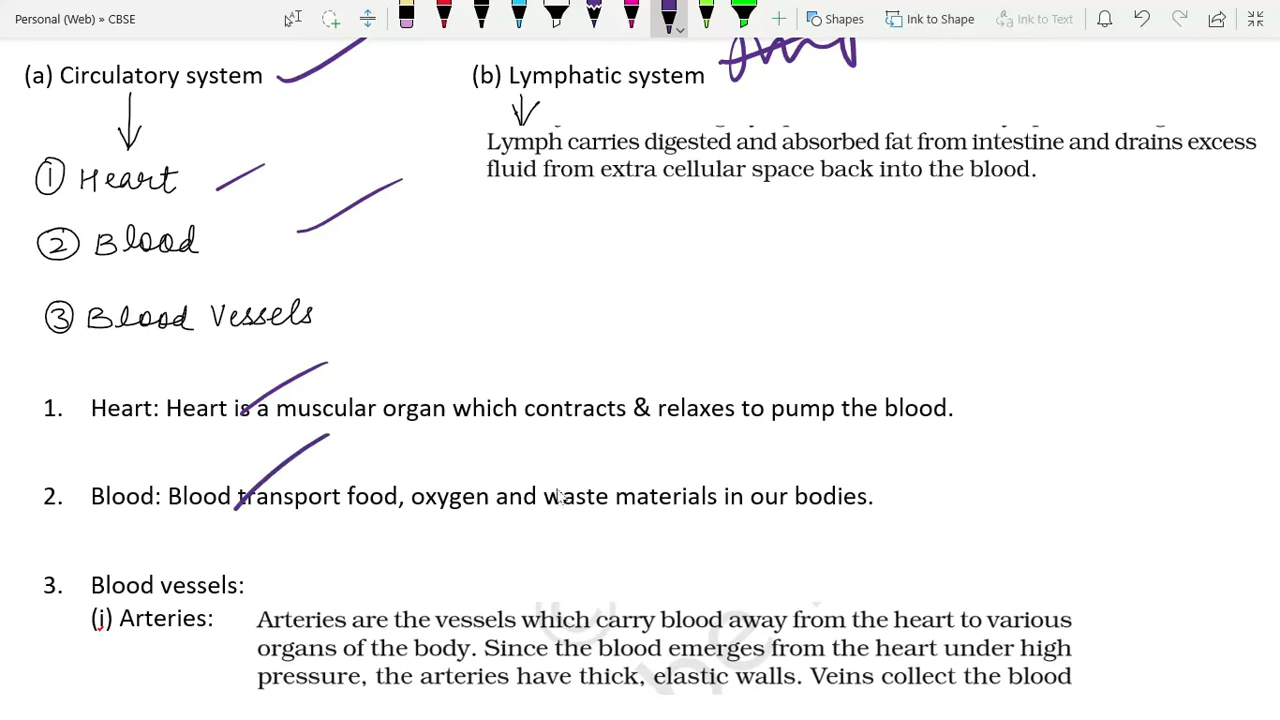 Personal (Web) » CBSE
Shapes
Ink to Shape
Ink to Text
(a) Circulatory system
(b) Lymphatic system
Lymph carries digested and absorbed fat from intestine and drains excess
fluid from extra cellular space back into the blood.
① Heart
② Blood
③ Blood Vessels
1. Heart: Heart is a muscular organ which contracts & relaxes to pump the blood.
2. Blood: Blood transport food, oxygen and waste materials in our bodies.
3. Blood vessels:
(i) Arteries:
Arteries are the vessels which carry blood away from the heart to various
organs of the body. Since the blood emerges from the heart under high
pressure, the arteries have thick, elastic walls. Veins collect the blood